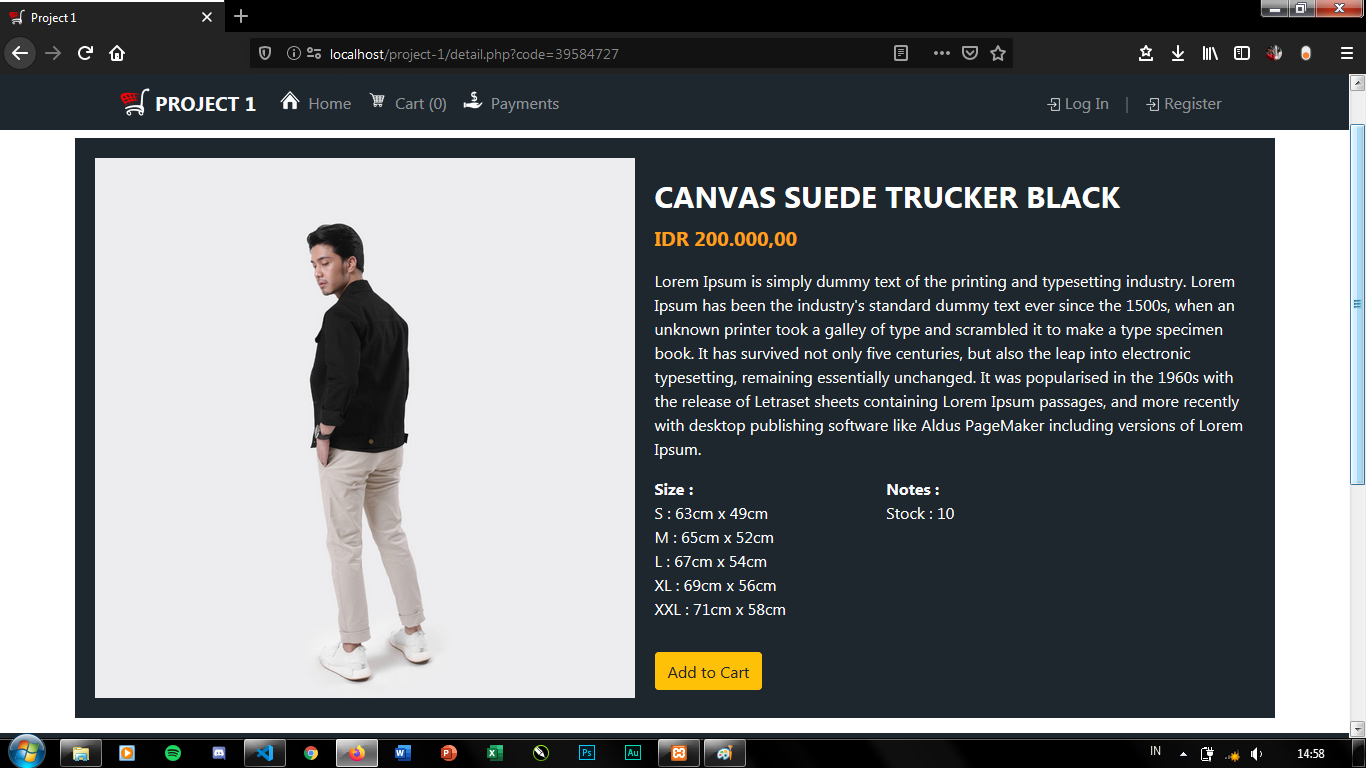 Project 1
localhost/project-1/detail.php?code=39584727
PROJECT 1 Home Cart (0) Payments Log In | Register
CANVAS SUEDE TRUCKER BLACK
IDR 200.000,00
Lorem Ipsum is simply dummy text of the printing and typesetting industry. Lorem
Ipsum has been the industry's standard dummy text ever since the 1500s, when an
unknown printer took a galley of type and scrambled it to make a type specimen
book. It has survived not only five centuries, but also the leap into electronic
typesetting, remaining essentially unchanged. It was popularised in the 1960s with
the release of Letraset sheets containing Lorem Ipsum passages, and more recently
with desktop publishing software like Aldus PageMaker including versions of Lorem
Ipsum.
Size :
S : 63cm x 49cm
M : 65cm x 52cm
L : 67cm x 54cm
XL : 69cm x 56cm
XXL : 71cm x 58cm
Notes :
Stock : 10
Add to Cart
Ps
Au
IN
14:58